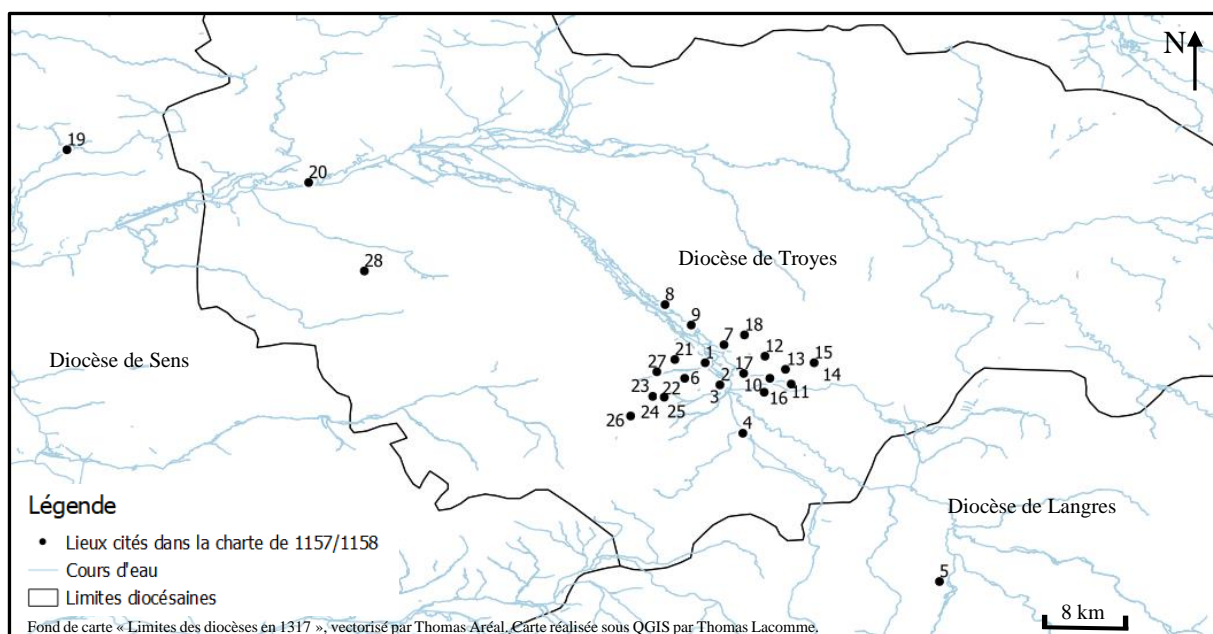 N
19
20
28
Diocèse de Troyes
8
9
7
18
Diocèse de Sens
21
1
12
27
17
13
15
6
2
14
23
22
3
10
11
24
25
16
26
4
Légende
Diocèse de Langres
Lieux cités dans la charte de 1157/1158
Cours d'eau
5
Limites diocésaines
8 km
Fond de carte « Limites des diocèses en 1317 », vectorisé par Thomas Aréal. Carte réalisée sous QGIS par Thomas Lacomme.